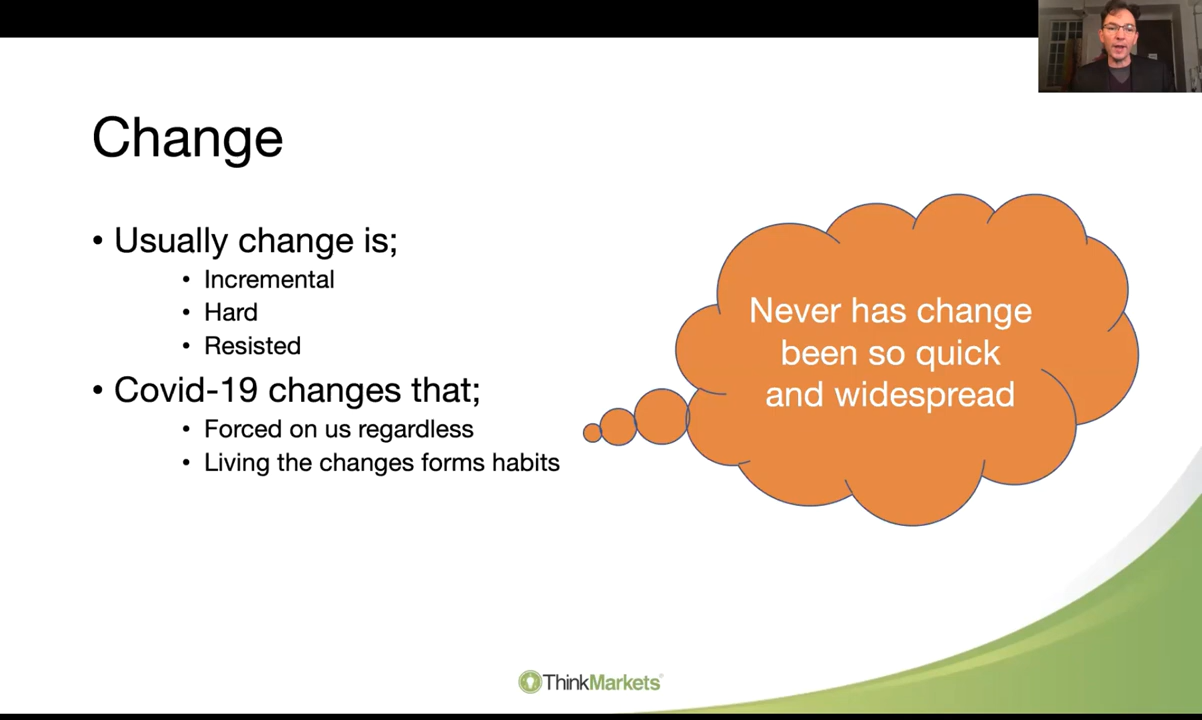 Change
• Usually change is;
• Incremental
• Hard
• Resisted
• Covid-19 changes that;
• Forced on us regardless
• Living the changes forms habits
Never has change
been so quick
and widespread
ThinkMarkets